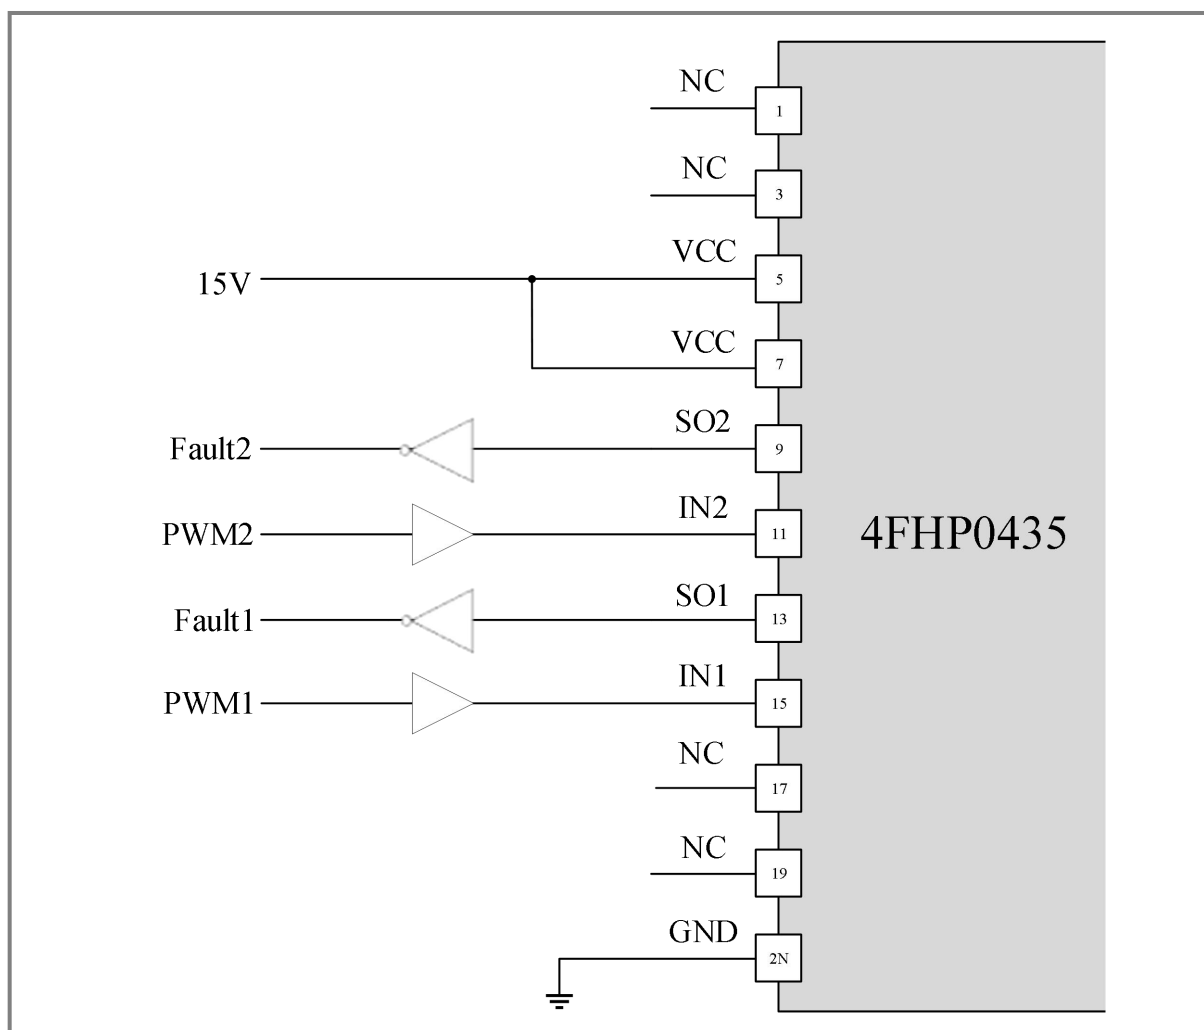 NC
1
NC
3
VCC
15V
5
VCC
7
SO2
Fault2
9
IN2
PWM2
11
4FHP0435
SO1
Fault1
13
IN1
PWM1
15
NC
17
NC
19
GND
2N